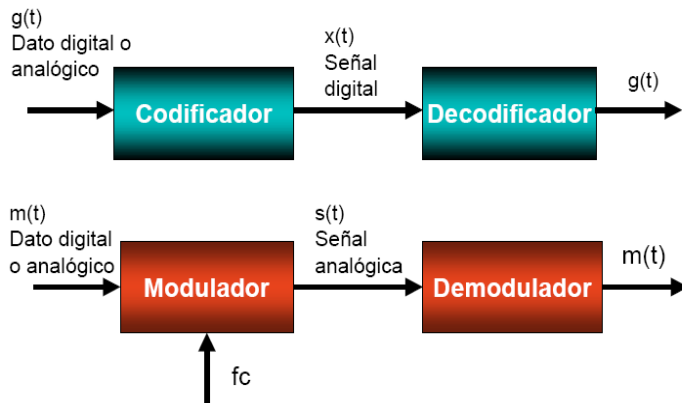 g(t)
Dato digital o
analógico
Codificador
x(t)
Señal
digital
Decodificador
g(t)
m(t)
Dato digital
o analógico
Modulador
s(t)
Señal
analógica
Demodulador
m(t)
fc